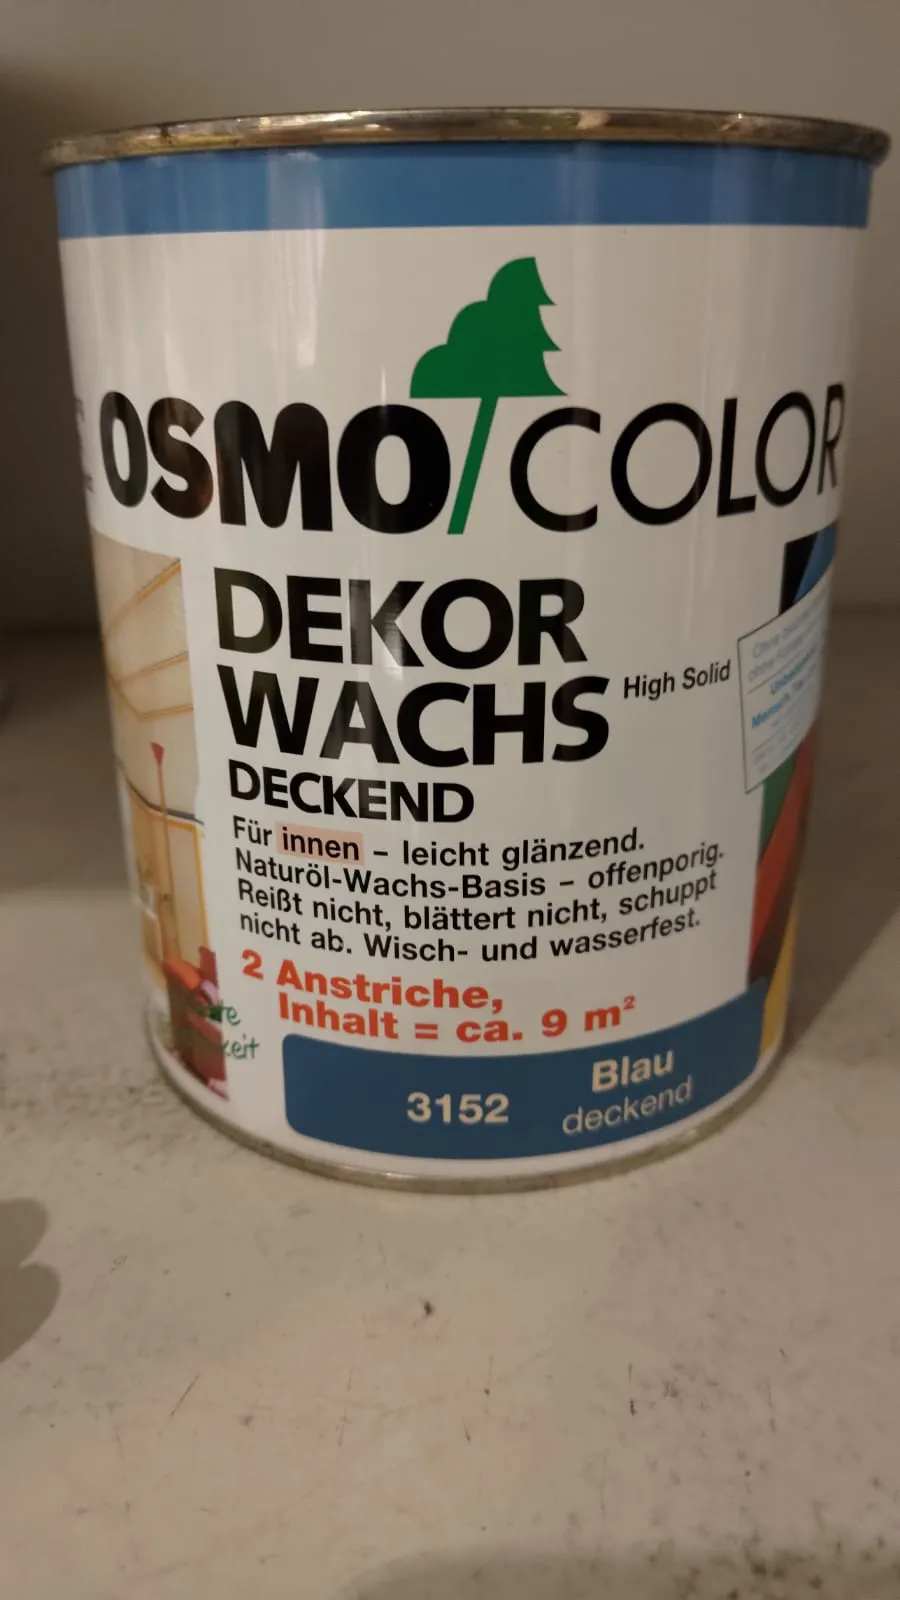 OSMO COLOR
DEKOR
WACHS High Solid
DECKEND
Für innen – leicht glänzend.
Naturöl-Wachs-Basis – offenporig.
Reißt nicht, blättert nicht, schuppt
nicht ab. Wisch- und wasserfest.
2 Anstriche,
Inhalt = ca. 9 m²
3152
Blau
deckend